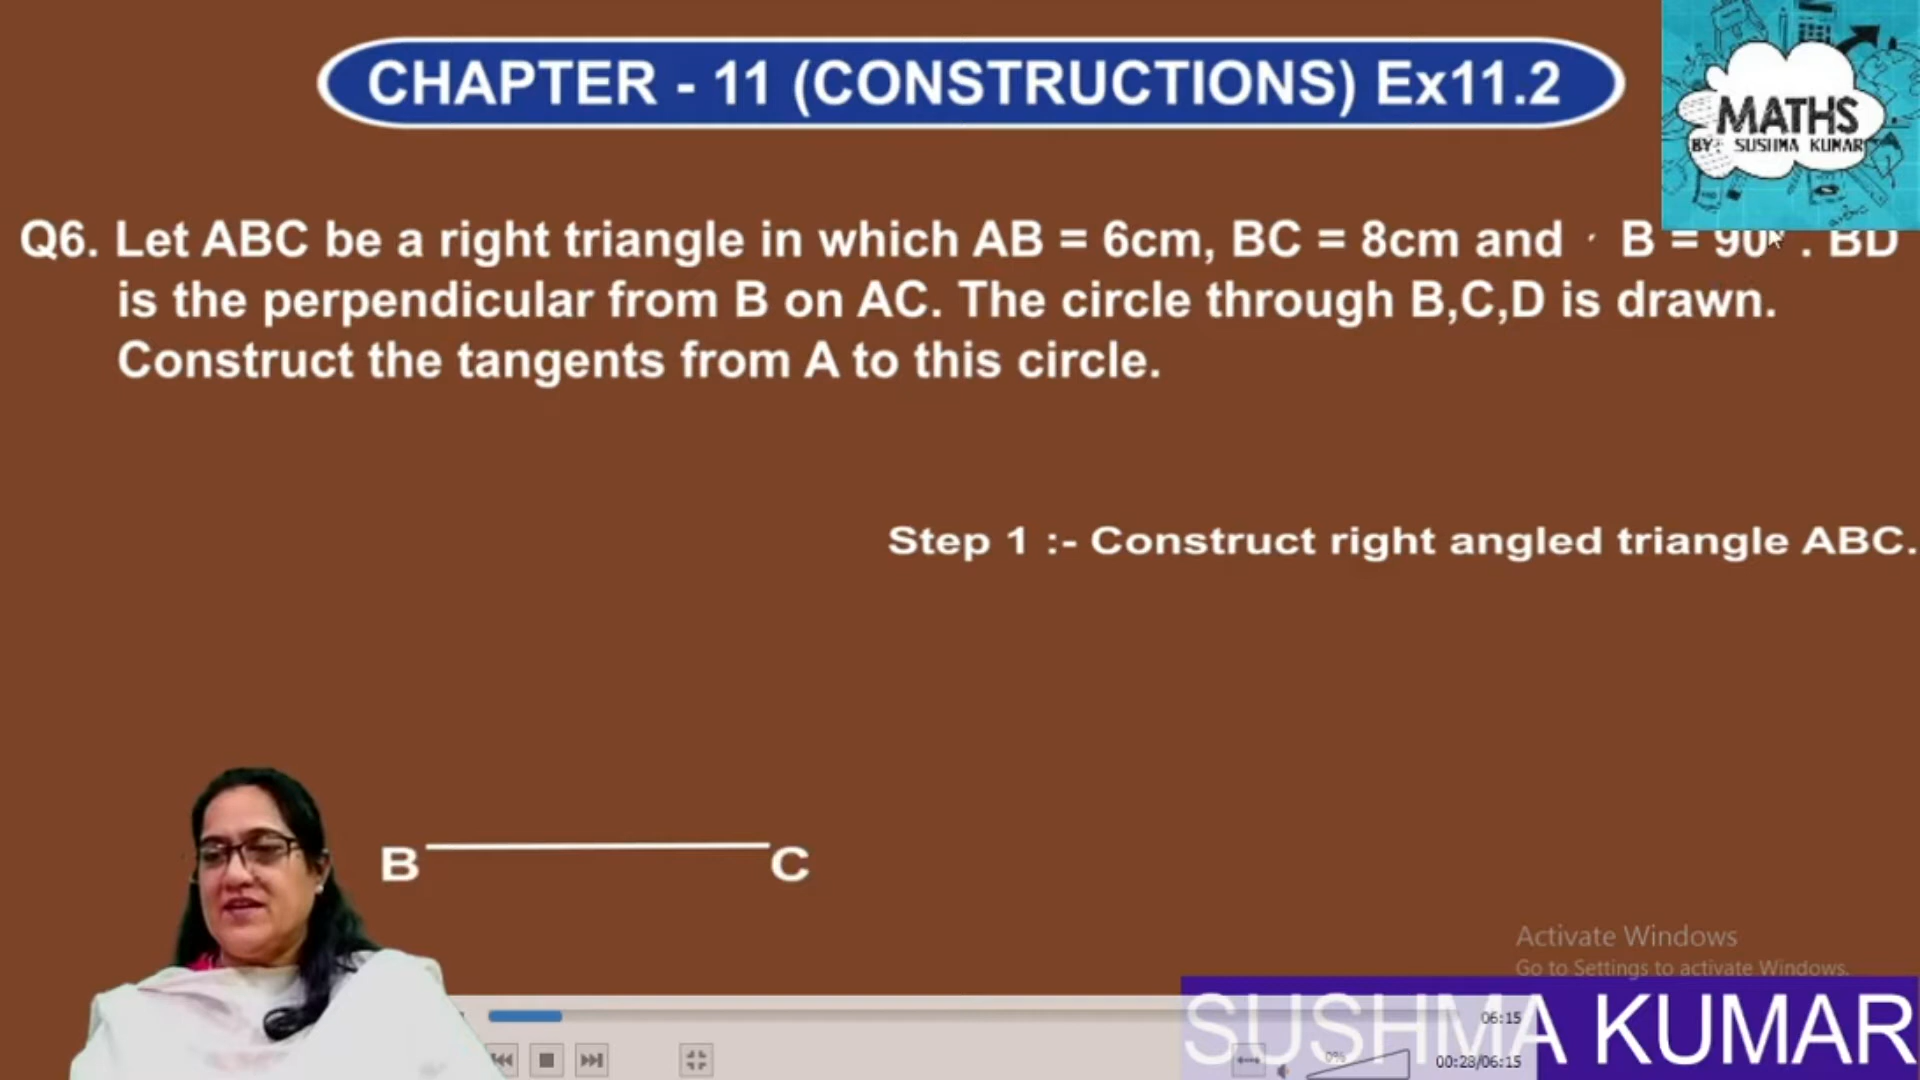 CHAPTER - 11 (CONSTRUCTIONS) Ex11.2
MATHS
BY: SUSHMA KUMAR
Q6. Let ABC be a right triangle in which AB = 6cm, BC = 8cm and B = 90° . BD
is the perpendicular from B on AC. The circle through B,C,D is drawn.
Construct the tangents from A to this circle.
Step 1 :- Construct right angled triangle ABC.
B C
Activate Windows
Go to Settings to activate Windows.
SUSHMA KUMAR
06:15
0%
00:28/06:15